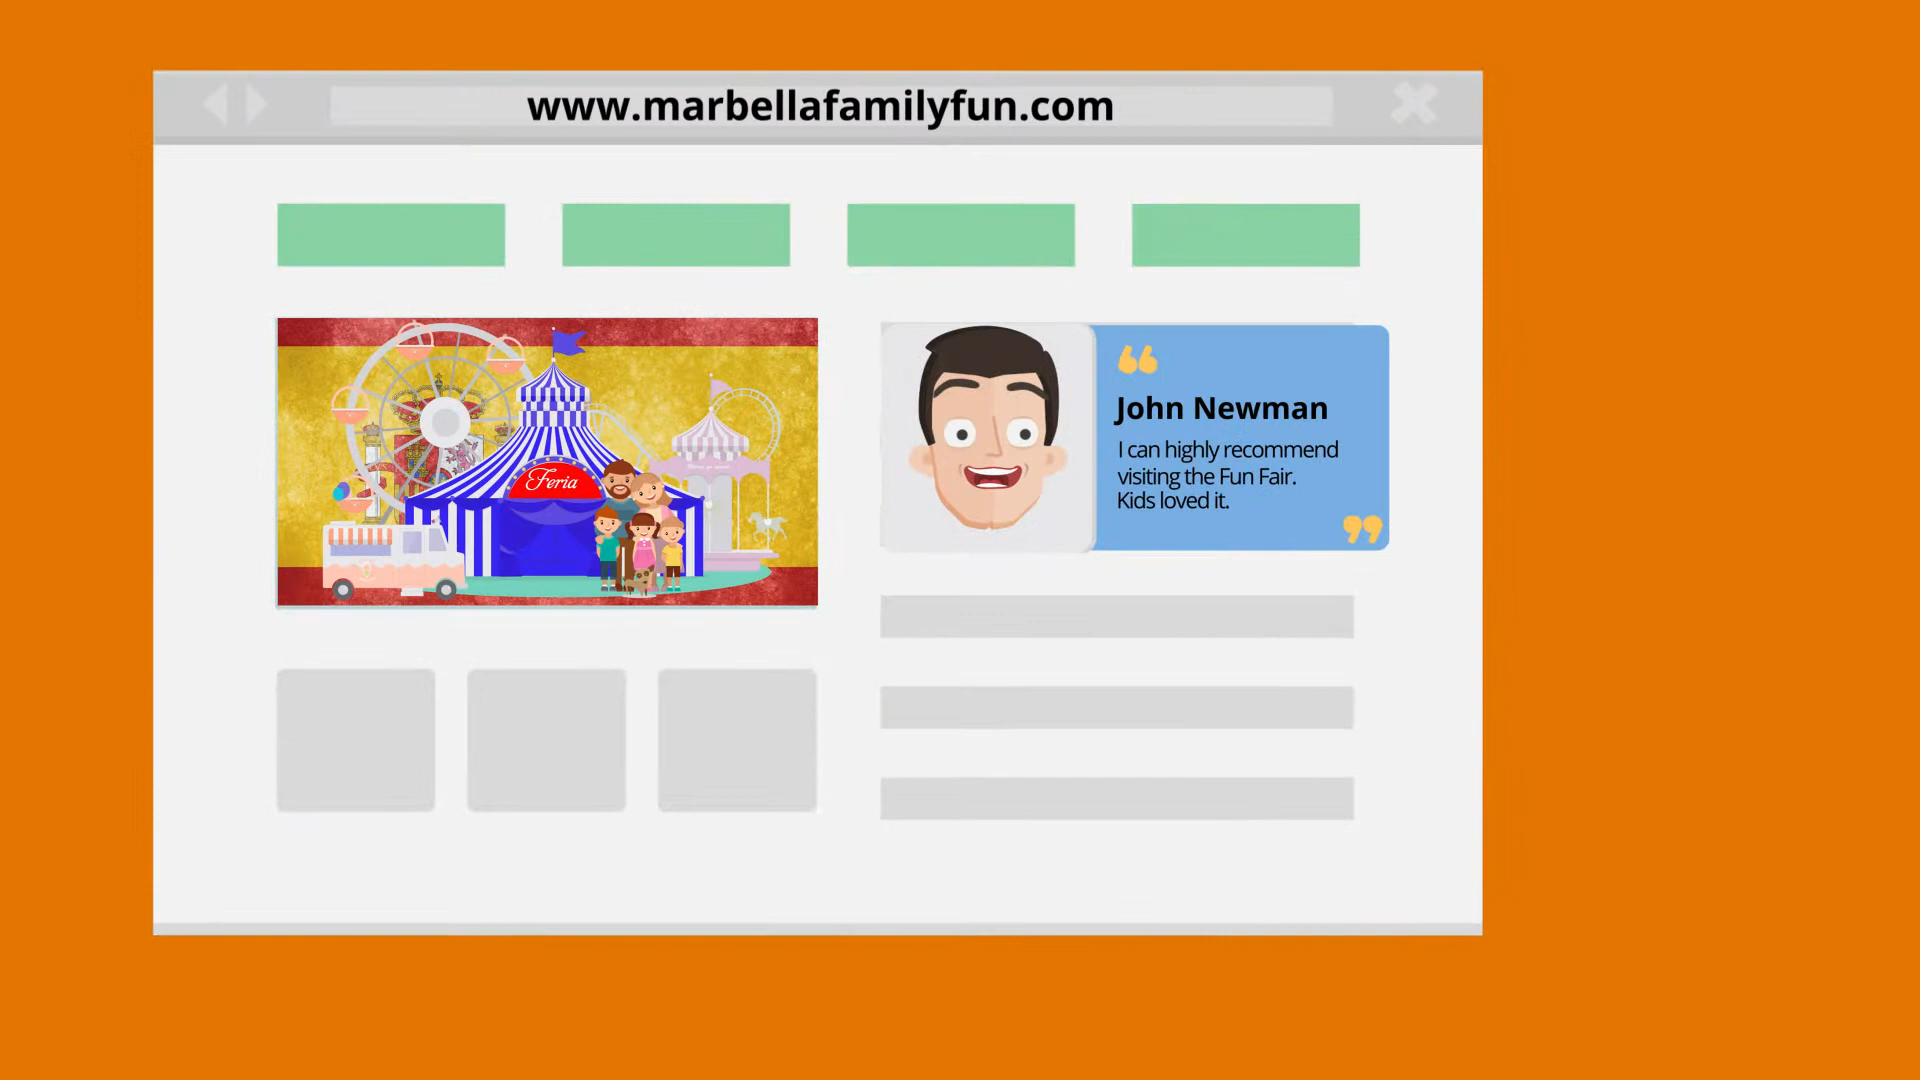 www.marbellafamilyfun.com
Feria
John Newman
I can highly recommend
visiting the Fun Fair.
Kids loved it.